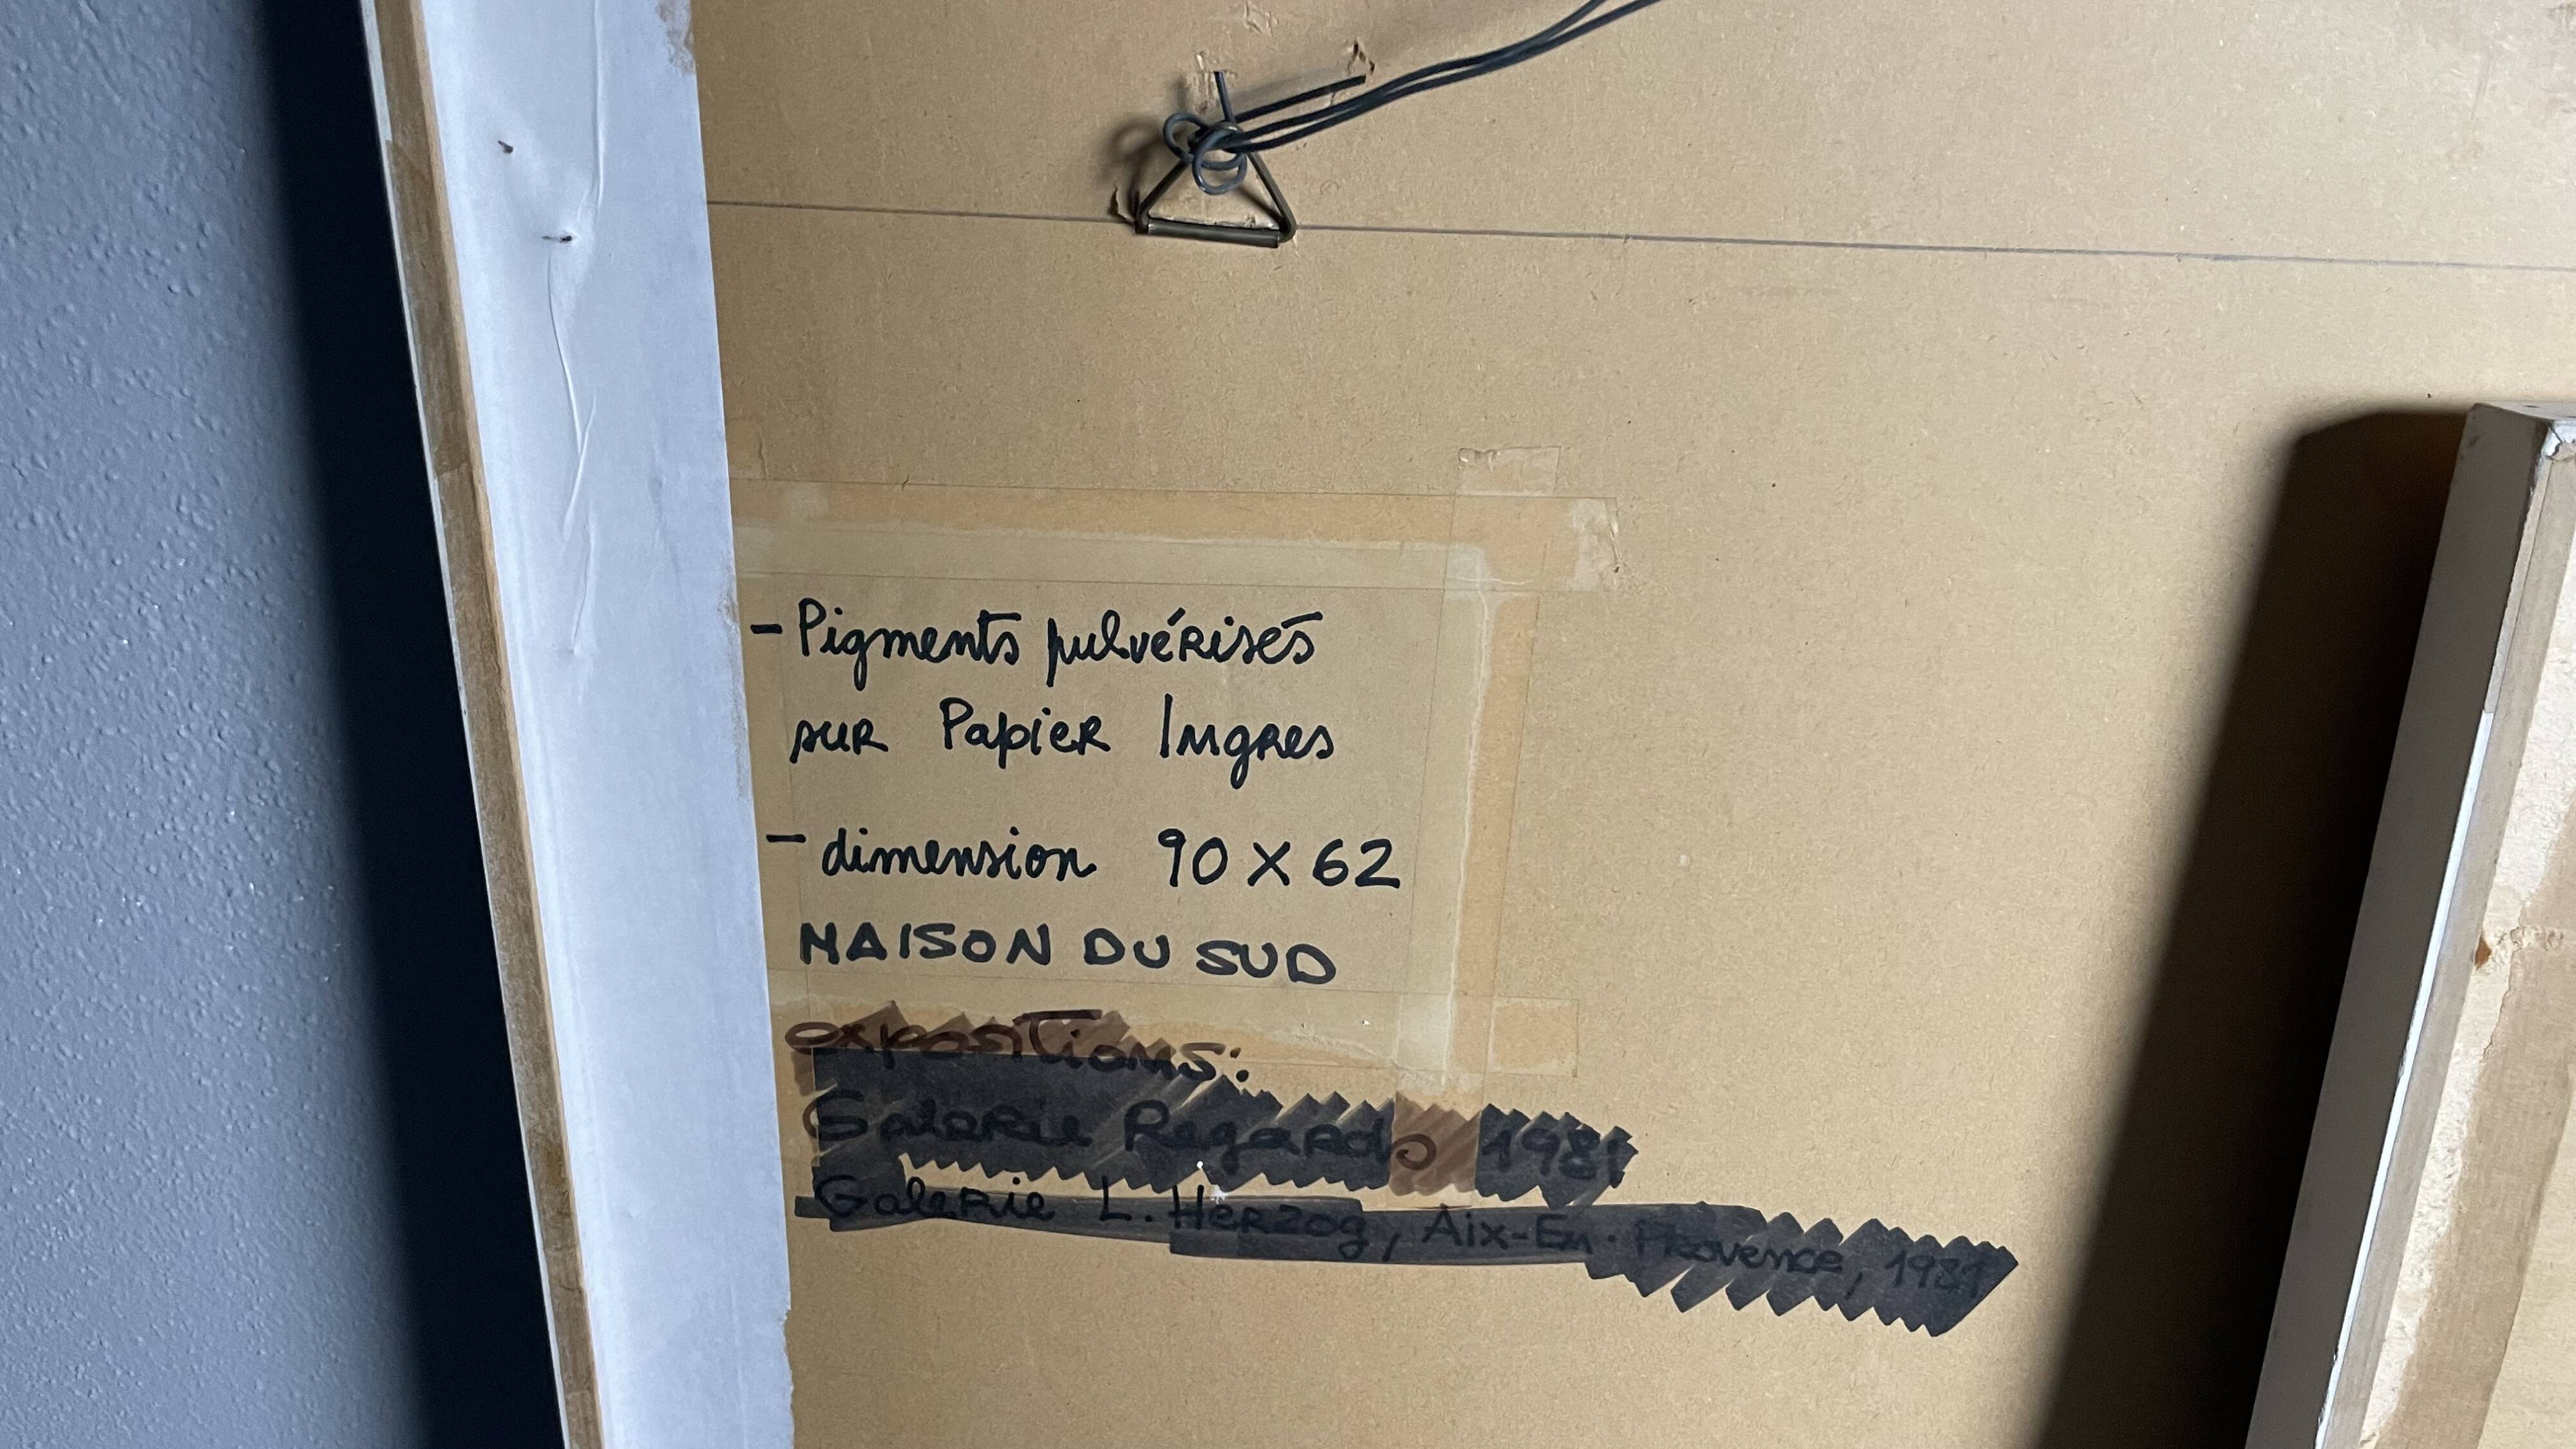 - Pigments pulvérisés
sur Papier Ingres
- dimension 90 X 62
MAISON DU SUD
expositions:
Galerie Regards 1981
Galerie L. Herzog, Aix-En-Provence, 1981